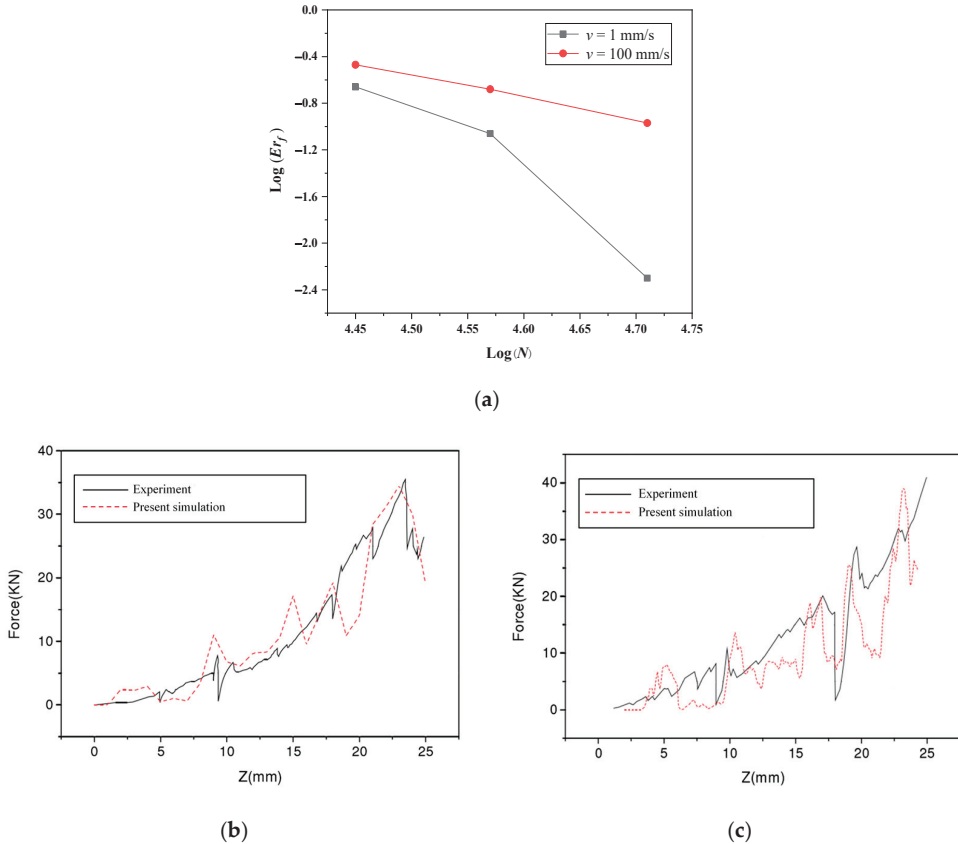 0.0
−0.4
−0.8
−1.2
−1.6
−2.0
−2.4
Log (Er_f)
v = 1 mm/s
v = 100 mm/s
4.45 4.50 4.55 4.60 4.65 4.70 4.75
Log(N)
(a)
40
30
20
10
0
Force(KN)
Experiment
Present simulation
0 5 10 15 20 25
Z(mm)
(b)
40
30
20
10
0
Force(KN)
Experiment
Present simulation
0 5 10 15 20 25
Z(mm)
(c)